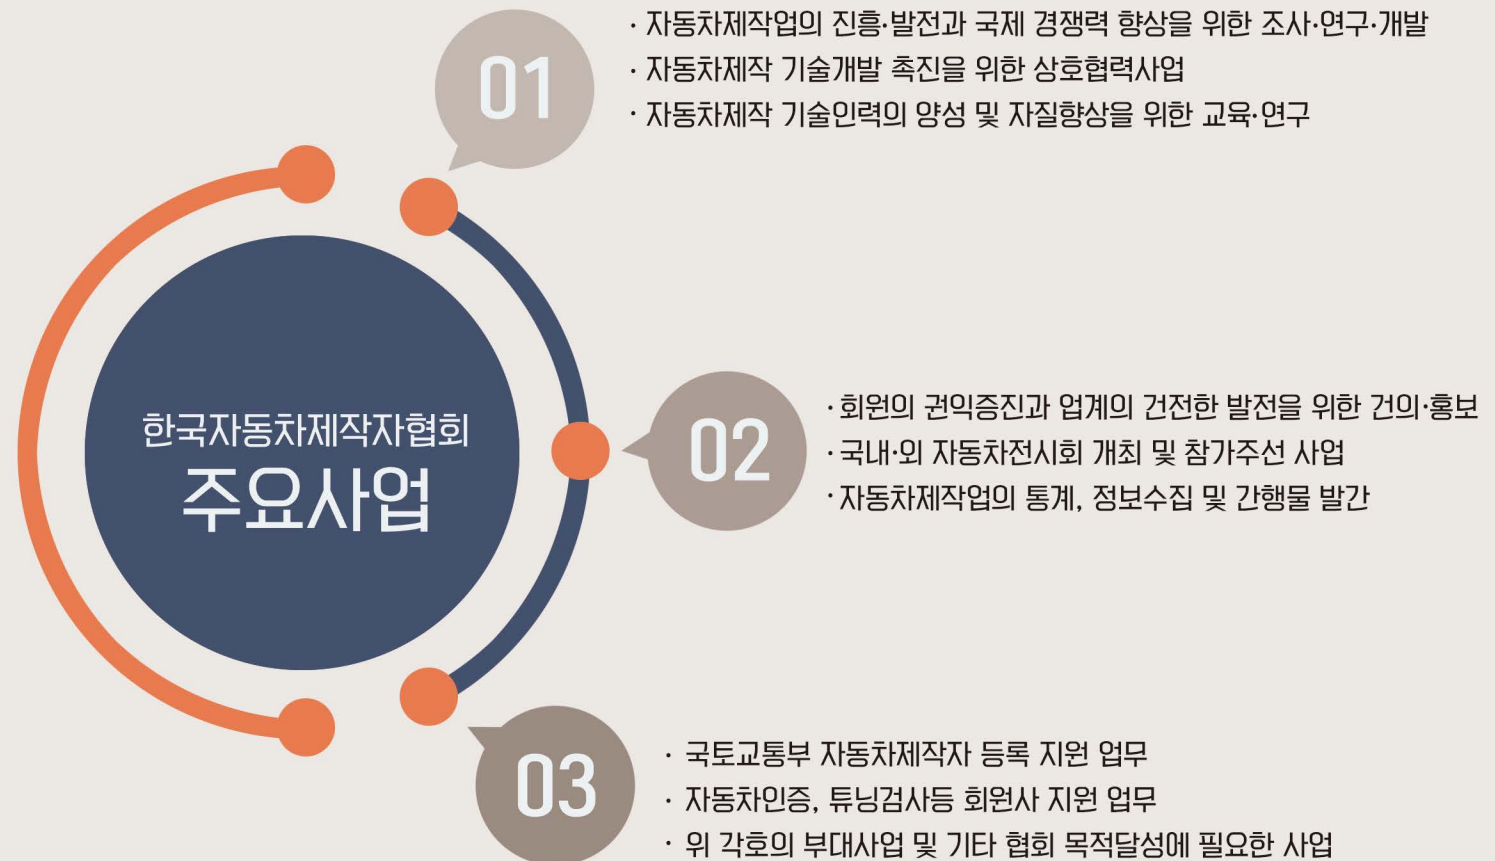 01
· 자동차제작업의 진흥·발전과 국제 경쟁력 향상을 위한 조사·연구·개발
· 자동차제작 기술개발 촉진을 위한 상호협력사업
· 자동차제작 기술인력의 양성 및 자질향상을 위한 교육·연구
한국자동차제작자협회
주요사업
02
· 회원의 권익증진과 업계의 건전한 발전을 위한 건의·홍보
· 국내·외 자동차전시회 개최 및 참가주선 사업
· 자동차제작업의 통계, 정보수집 및 간행물 발간
03
· 국토교통부 자동차제작자 등록 지원 업무
· 자동차인증, 튜닝검사등 회원사 지원 업무
· 위 각호의 부대사업 및 기타 협회 목적달성에 필요한 사업